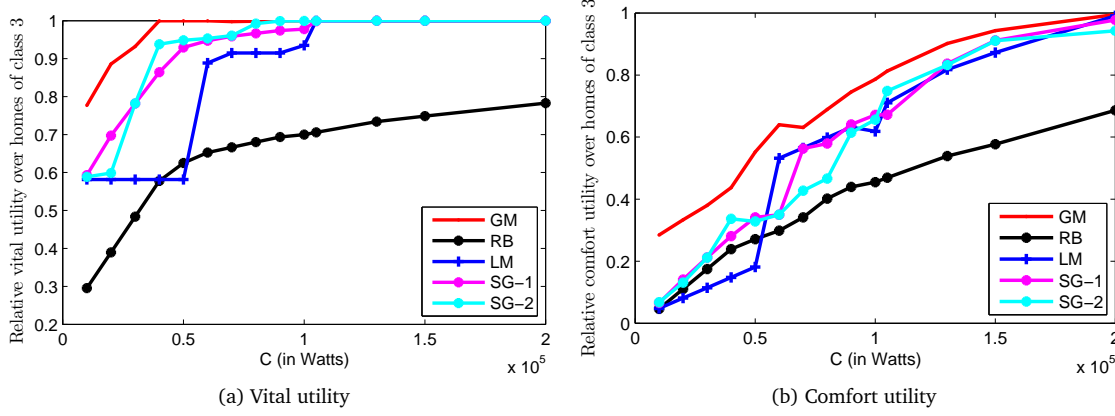 Relative vital utility over homes of class 3
1
0.9
0.8
0.7
0.6
0.5
0.4
0.3
0.2
GM
RB
LM
SG−1
SG−2
0
0.5
1
1.5
2
C (in Watts)
x 10^5
(a) Vital utility
Relative comfort utility over homes of class 3
1
0.8
0.6
0.4
0.2
0
GM
RB
LM
SG−1
SG−2
0
0.5
1
1.5
2
C (in Watts)
x 10^5
(b) Comfort utility